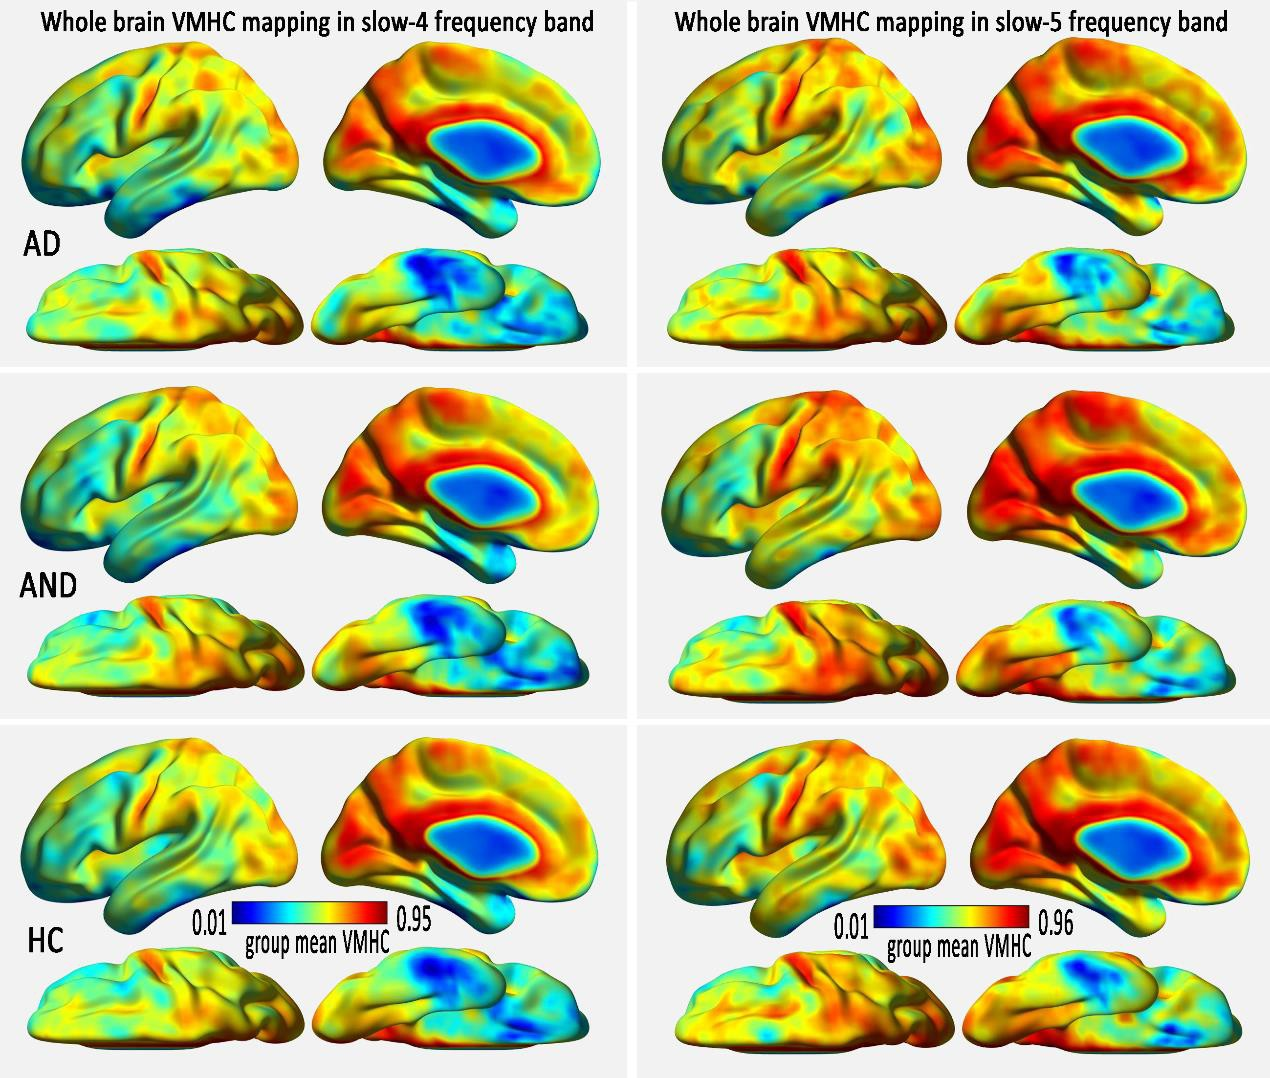 Whole brain VMHC mapping in slow-4 frequency band
Whole brain VMHC mapping in slow-5 frequency band
AD
AND
HC
0.01
0.95
group mean VMHC
0.01
0.96
group mean VMHC